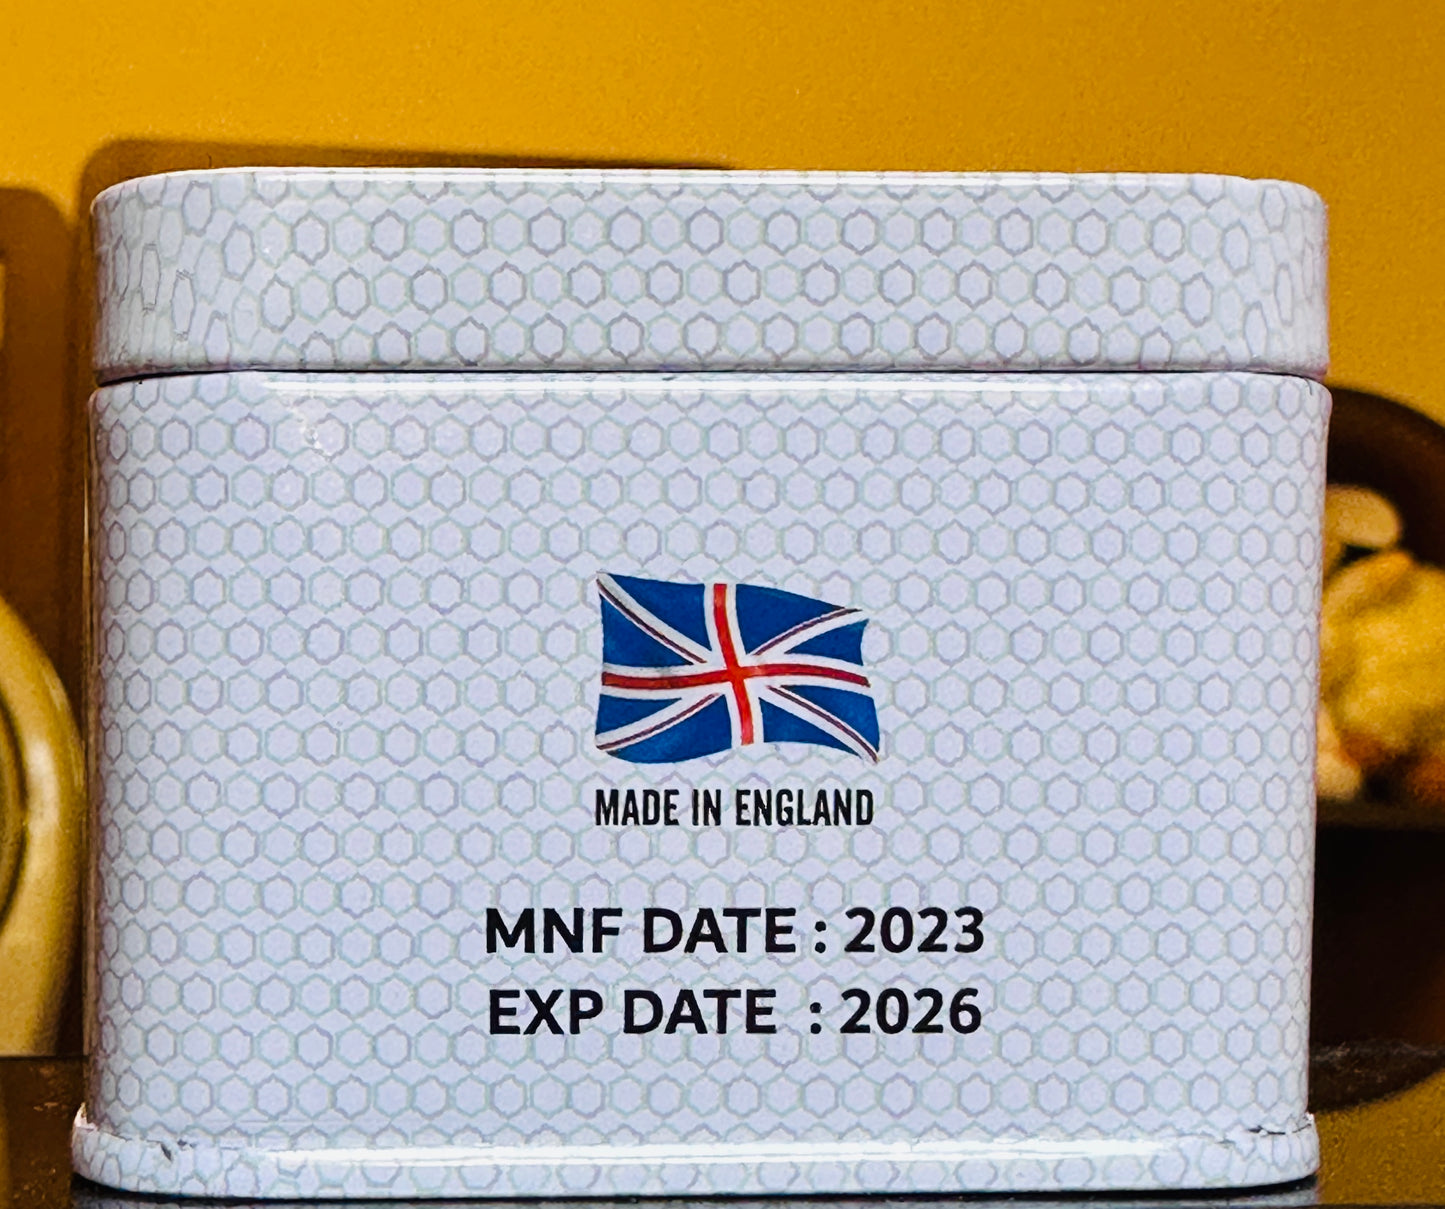 MADE IN ENGLAND
MNF DATE : 2023
EXP DATE : 2026